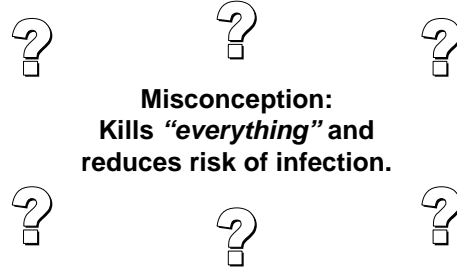 Misconception:
Kills “everything” and
reduces risk of infection.